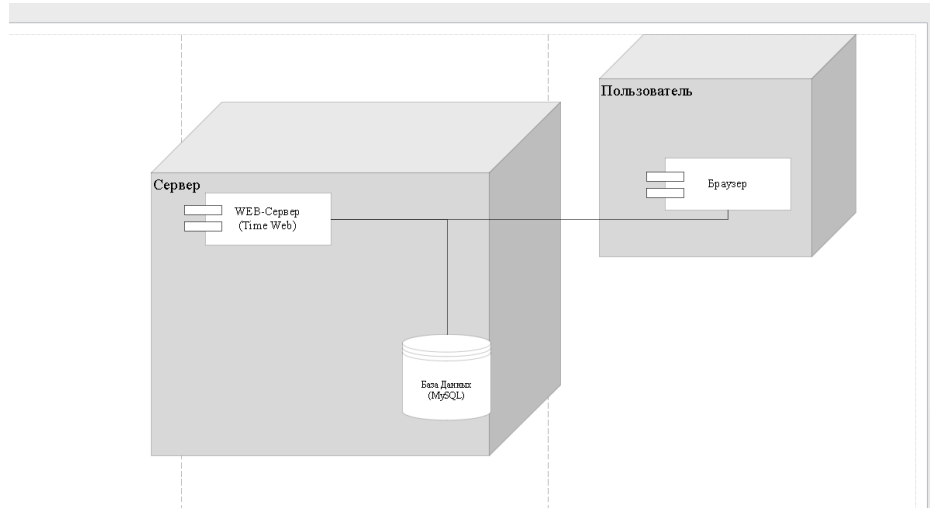 Пользователь
Браузер
Сервер
WEB-Сервер
(Time Web)
База Данных
(MySQL)